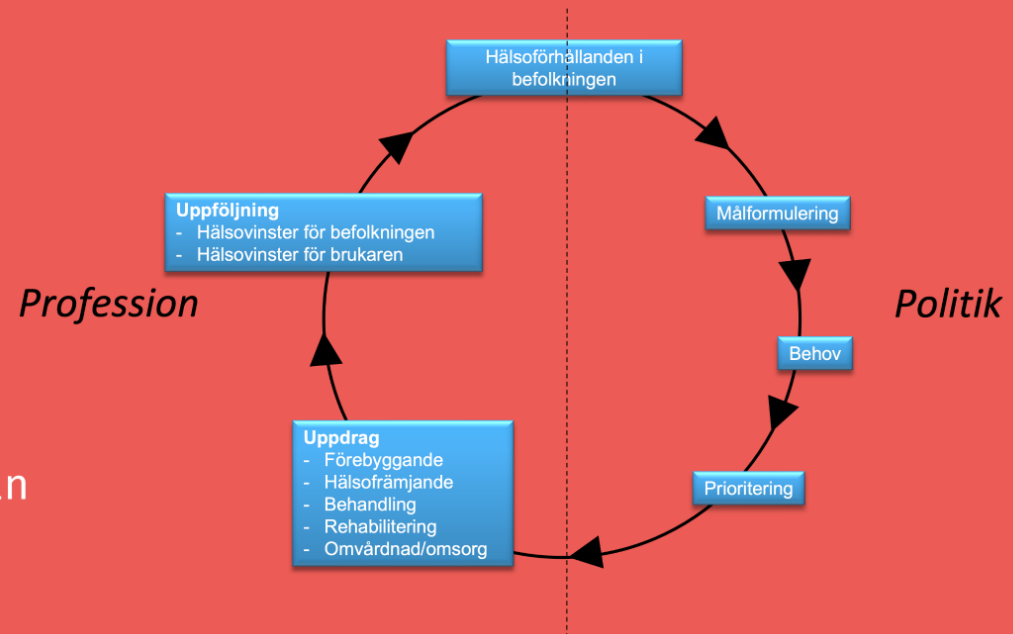 Hälsoförhållanden i
befolkningen
Målformulering
Behov
Prioritering
Uppdrag
- Förebyggande
- Hälsofrämjande
- Behandling
- Rehabilitering
- Omvårdnad/omsorg
Uppföljning
- Hälsovinster för befolkningen
- Hälsovinster för brukaren
Profession
Politik